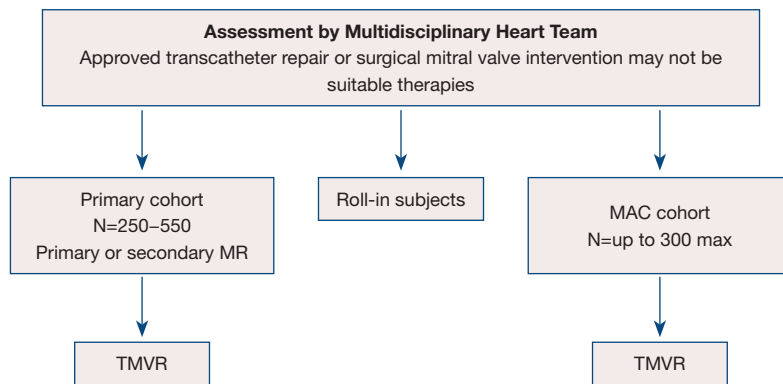 Assessment by Multidisciplinary Heart Team
Approved transcatheter repair or surgical mitral valve intervention may not be
suitable therapies
Primary cohort
N=250–550
Primary or secondary MR
Roll-in subjects
MAC cohort
N=up to 300 max
TMVR
TMVR